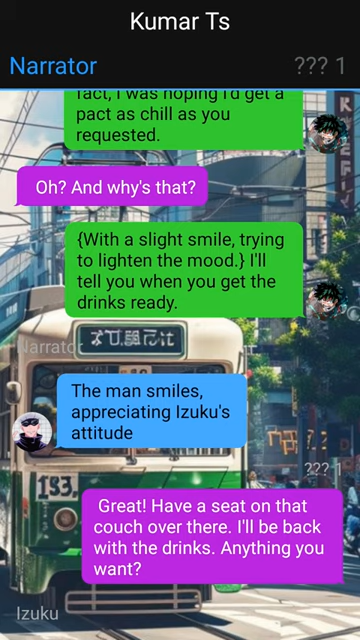 Kumar Ts
Narrator
??? 1
fact, I was hoping I'd get a
pact as chill as you
requested.
Oh? And why's that?
{With a slight smile, trying
to lighten the mood.} I'll
tell you when you get the
drinks ready.
Narrator
The man smiles,
appreciating Izuku's
attitude
??? 1
183
Great! Have a seat on that
couch over there. I'll be back
with the drinks. Anything you
want?
Izuku